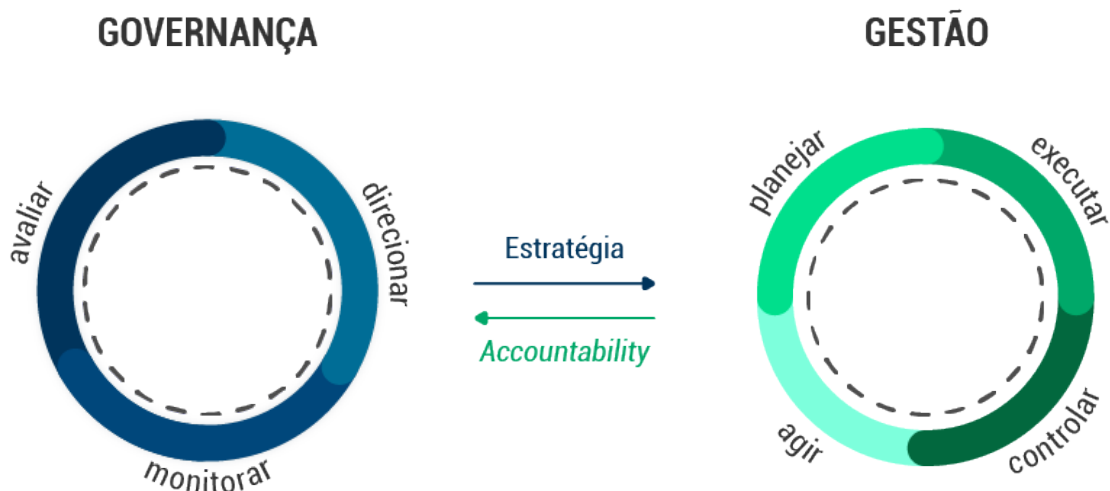 GOVERNANÇA
GESTÃO
avaliar
direcionar
monitorar
Estratégia
Accountability
planejar
executar
agir
controlar